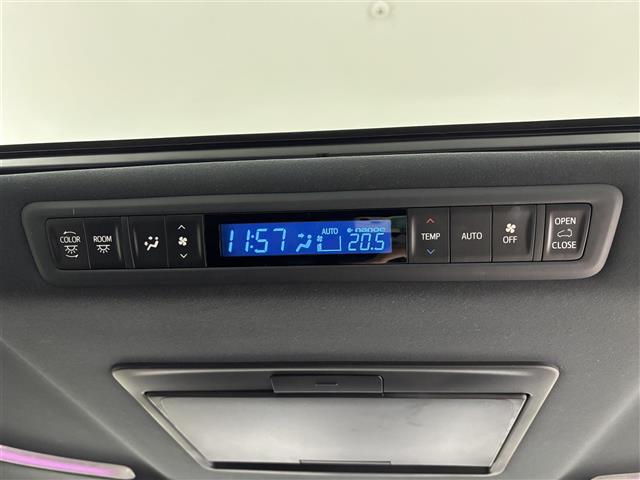 COLOR
ROOM
11:57
AUTO
nanoe
20.5
TEMP
AUTO
OFF
OPEN
CLOSE